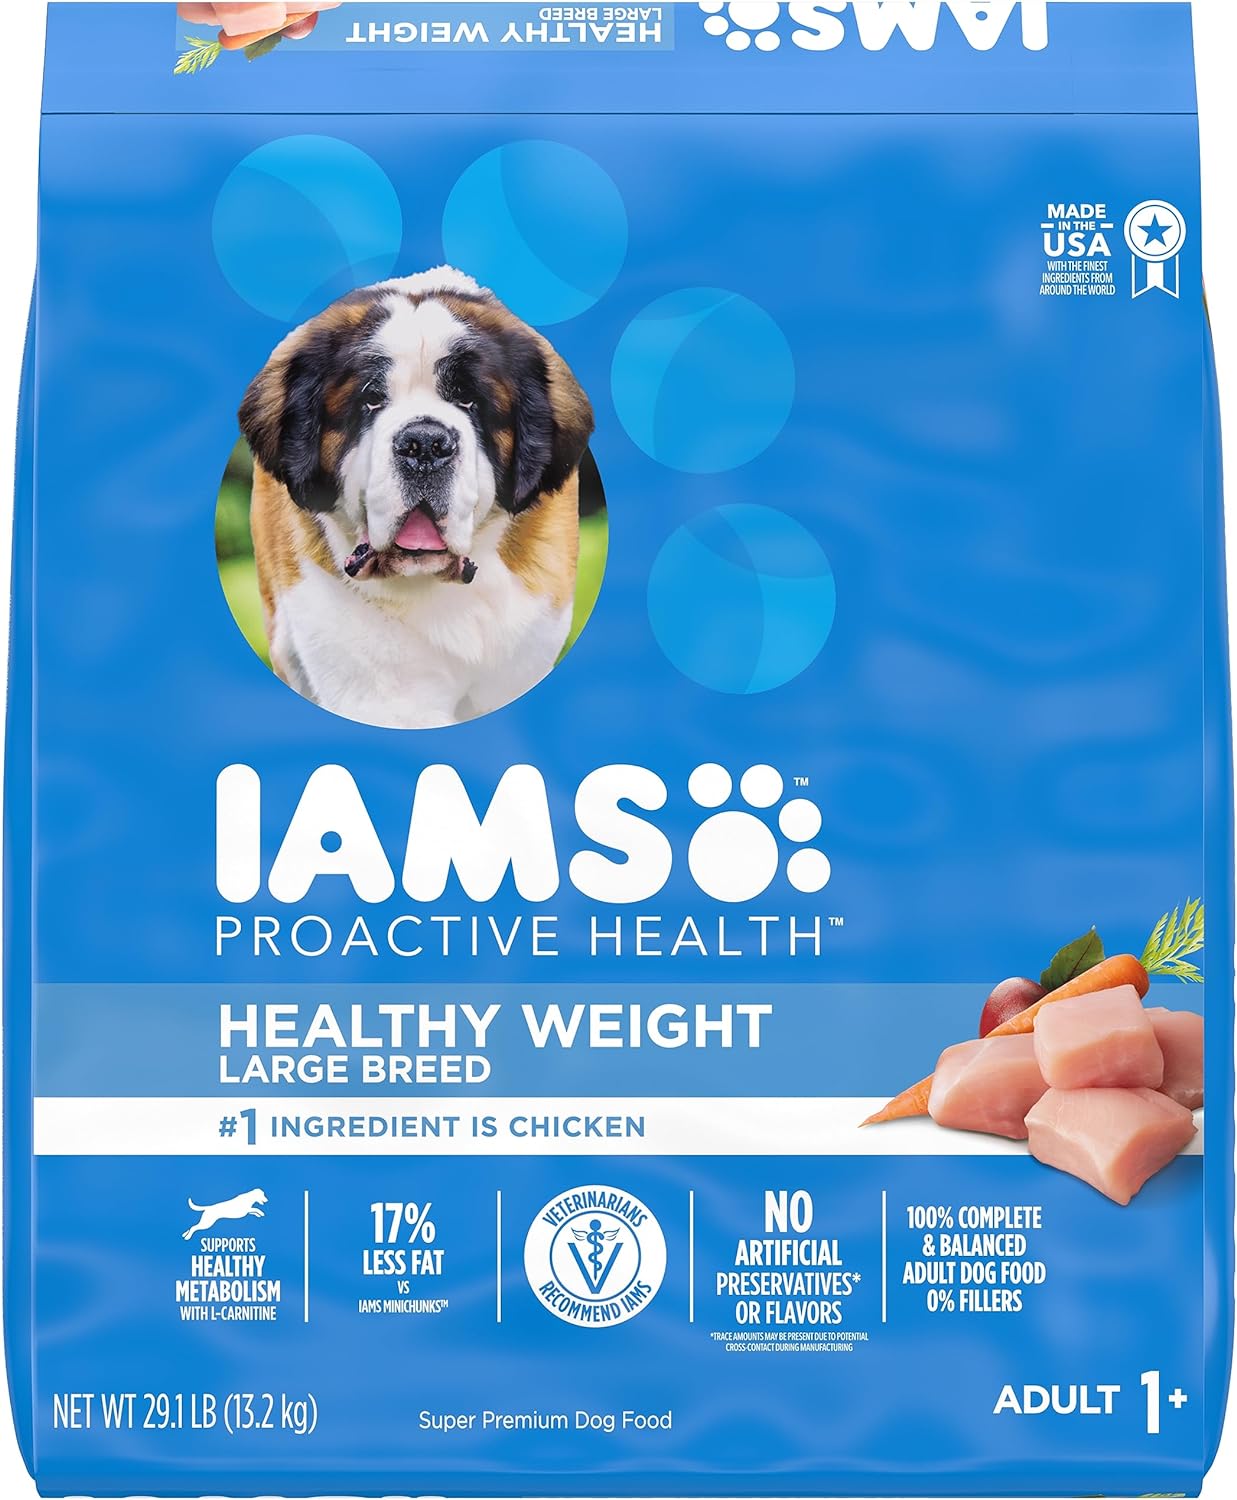 HEALTHY WEIGHT
LARGE BREED
IAMS
MADE
IN THE
USA
WITH THE FINEST
INGREDIENTS FROM
AROUND THE WORLD
IAMS™
PROACTIVE HEALTH™
HEALTHY WEIGHT
LARGE BREED
#1 INGREDIENT IS CHICKEN
SUPPORTS
HEALTHY
METABOLISM
WITH L-CARNITINE
17%
LESS FAT
VS
IAMS MINICHUNKS™
VETERINARIANS
RECOMMEND IAMS
NO
ARTIFICIAL
PRESERVATIVES*
OR FLAVORS
*TRACE AMOUNTS MAY BE PRESENT DUE TO POTENTIAL
CROSS-CONTACT DURING MANUFACTURING
100% COMPLETE
& BALANCED
ADULT DOG FOOD
0% FILLERS
NET WT 29.1 LB (13.2 kg)
Super Premium Dog Food
ADULT 1+